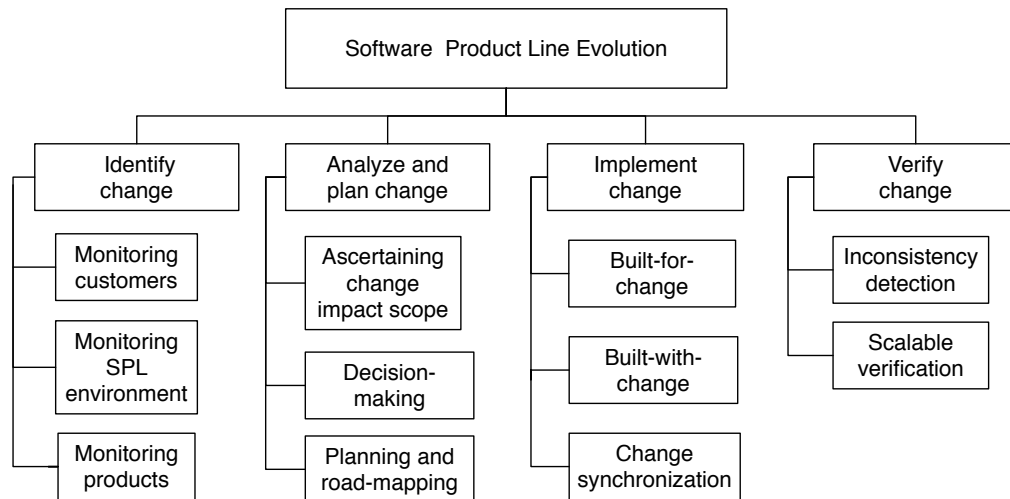 Software Product Line Evolution
Identify
change
Monitoring
customers
Monitoring
SPL
environment
Monitoring
products
Analyze and
plan change
Ascertaining
change
impact scope
Decision-
making
Planning and
road-mapping
Implement
change
Built-for-
change
Built-with-
change
Change
synchronization
Verify
change
Inconsistency
detection
Scalable
verification